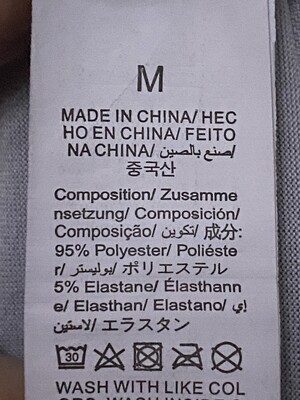 M
MADE IN CHINA/ HEC
HO EN CHINA/ FEITO
NA CHINA/ صنع بالصين/
중국산
Composition/ Zusamme
nsetzung/ Composición/
Composição/ تكوين/ 成分:
95% Polyester/ Poliéste
r/ بوليستر/ ポリエステル
5% Elastane/ Élasthann
e/ Elasthan/ Elastano/ إي
لاستين/ エラスタン
30
WASH WITH LIKE COL